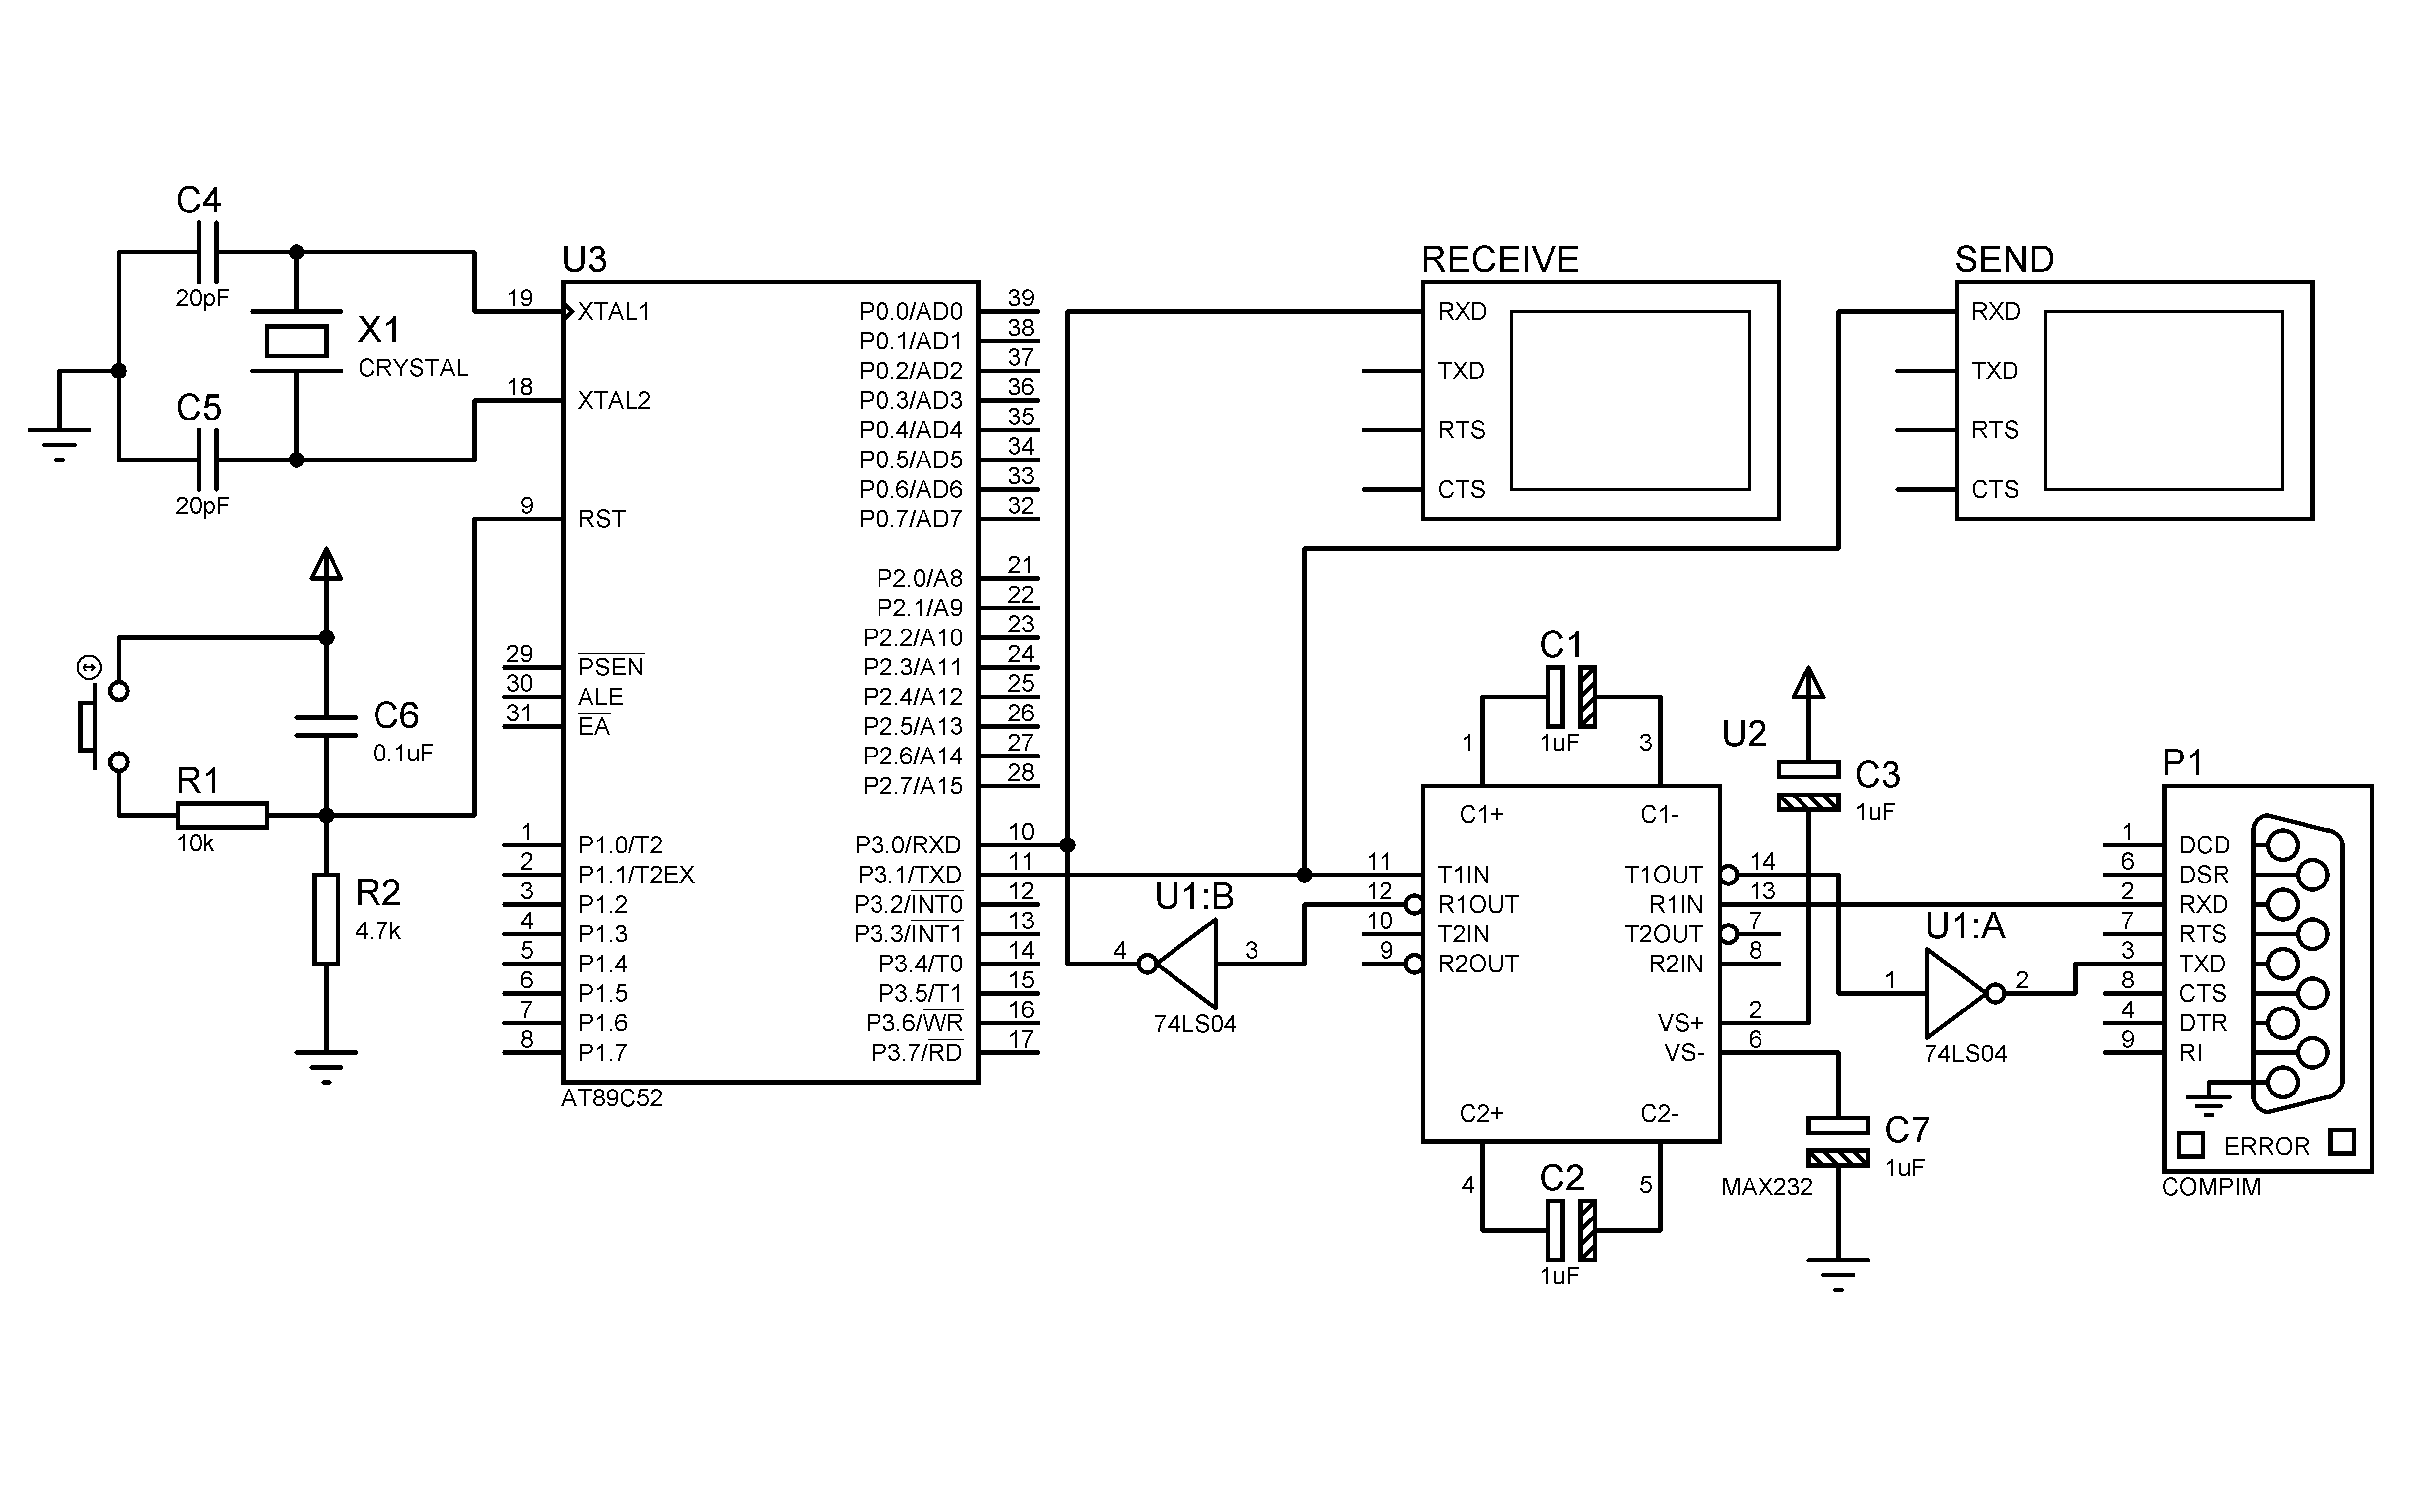 C4
20pF
X1
CRYSTAL
C5
20pF
C6
0.1uF
R1
10k
R2
4.7k
U3
19 XTAL1
18 XTAL2
9 RST
29 PSEN
30 ALE
31 EA
1 P1.0/T2
2 P1.1/T2EX
3 P1.2
4 P1.3
5 P1.4
6 P1.5
7 P1.6
8 P1.7
P0.0/AD0 39
P0.1/AD1 38
P0.2/AD2 37
P0.3/AD3 36
P0.4/AD4 35
P0.5/AD5 34
P0.6/AD6 33
P0.7/AD7 32
P2.0/A8 21
P2.1/A9 22
P2.2/A10 23
P2.3/A11 24
P2.4/A12 25
P2.5/A13 26
P2.6/A14 27
P2.7/A15 28
P3.0/RXD 10
P3.1/TXD 11
P3.2/INT0 12
P3.3/INT1 13
P3.4/T0 14
P3.5/T1 15
P3.6/WR 16
P3.7/RD 17
AT89C52
RECEIVE
RXD
TXD
RTS
CTS
SEND
RXD
TXD
RTS
CTS
U1:B
4 3
74LS04
C1
1uF
U2
1 3
C1+ C1-
11 T1IN
12 R1OUT
10 T2IN
9 R2OUT
T1OUT 14
R1IN 13
T2OUT 7
R2IN 8
VS+ 2
VS- 6
C2+ C2-
4 5
MAX232
C2
1uF
C3
1uF
C7
1uF
U1:A
1 2
74LS04
P1
1 DCD
6 DSR
2 RXD
7 RTS
3 TXD
8 CTS
4 DTR
9 RI
ERROR
COMPIM